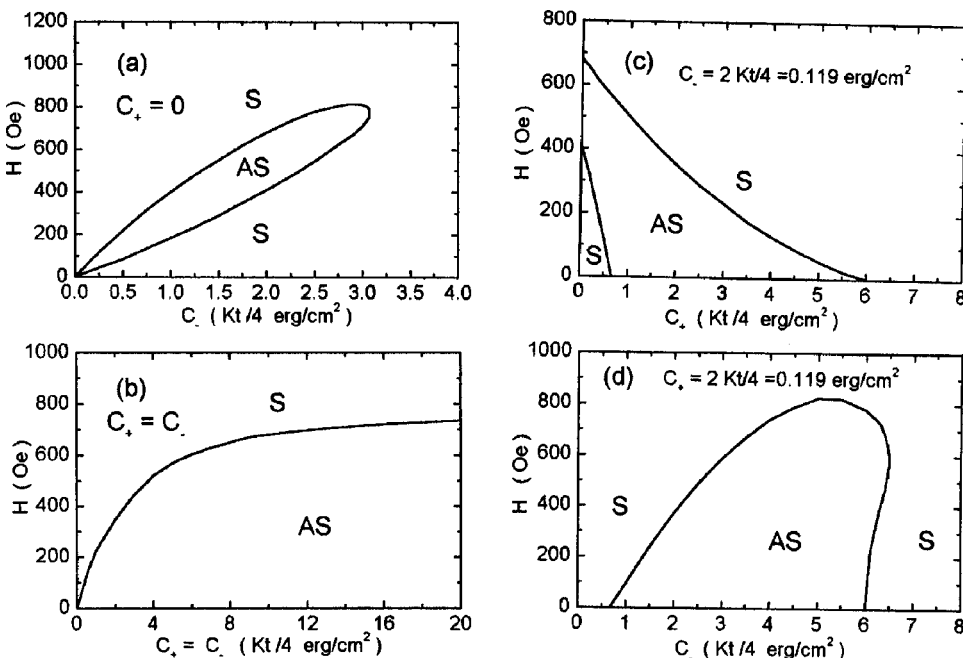 1200
1000
800
600
400
200
0
H ( Oe )
(a)
C₊ = 0
S
AS
S
0.0 0.5 1.0 1.5 2.0 2.5 3.0 3.5 4.0
C₋ ( Kt/4 erg/cm²)
800
600
400
200
0
H ( Oe )
(c)
C₋ = 2 Kt/4 =0.119 erg/cm²
S
AS
S
0 1 2 3 4 5 6 7 8
C₊ ( Kt/4 erg/cm²)
1000
800
600
400
200
0
H ( Oe )
(b)
C₊ = C₋
S
AS
0 4 8 12 16 20
C₊ = C₋ ( Kt/4 erg/cm²)
1000
800
600
400
200
0
H ( Oe )
(d)
C₊ = 2 Kt/4 =0.119 erg/cm²
S
AS
S
0 1 2 3 4 5 6 7 8
C₋ ( Kt/4 erg/cm²)